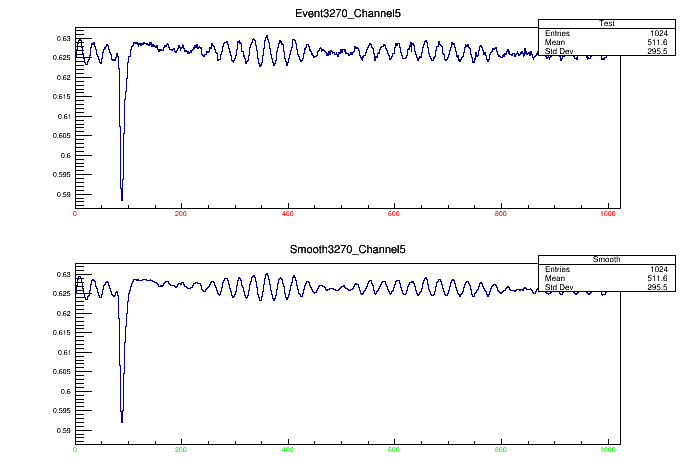 Event3270_Channel5
Test
Entries 1024
Mean 511.6
Std Dev 295.5
0.63
0.625
0.62
0.615
0.61
0.605
0.6
0.595
0.59
0 200 400 600 800 1000
Smooth3270_Channel5
Smooth
Entries 1024
Mean 511.6
Std Dev 295.5
0.63
0.625
0.62
0.615
0.61
0.605
0.6
0.595
0.59
0 200 400 600 800 1000